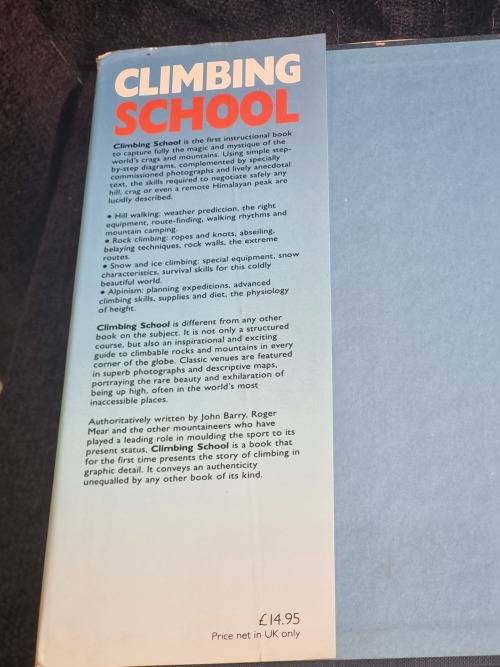 CLIMBING
SCHOOL
Climbing School is the first instructional book
to capture fully the magic and mystique of the
world's crags and mountains. Using simple step-
by-step diagrams, complemented by specially
commissioned photographs and lively anecdotal
text, the skills required to negotiate safely any
hill, crag or even a remote Himalayan peak are
lucidly described.
• Hill walking: weather prediction, the right
equipment, route-finding, walking rhythms and
mountain camping.
• Rock climbing: ropes and knots, abseiling,
belaying techniques, rock walls, the extreme
routes.
• Snow and ice climbing: special equipment, snow
characteristics, survival skills for this coldly
beautiful world.
• Alpinism: planning expeditions, advanced
climbing skills, supplies and diet, the physiology
of height.
Climbing School is different from any other
book on the subject. It is not only a structured
course, but also an inspirational and exciting
guide to climbable rocks and mountains in every
corner of the globe. Classic venues are featured
in superb photographs and descriptive maps,
portraying the rare beauty and exhilaration of
being up high, often in the world's most
inaccessible places.
Authoritatively written by John Barry, Roger
Mear and the other mountaineers who have
played a leading role in moulding the sport to its
present status, Climbing School is a book that
for the first time presents the story of climbing in
graphic detail. It conveys an authenticity
unequalled by any other book of its kind.
£14.95
Price net in UK only